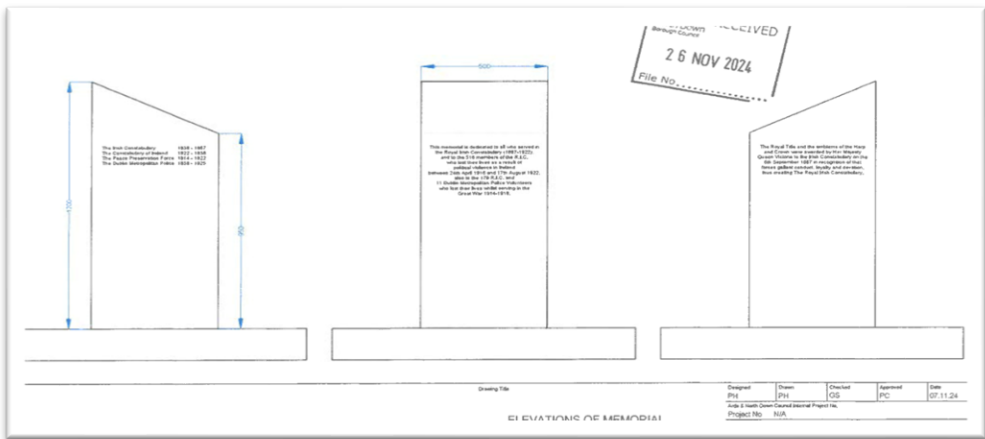 RECEIVED
Borough Council
26 NOV 2024
File No.
500
The Irish Constabulary 1836 - 1867
The Constabulary of Ireland 1822 - 1836
The Peace Preservation Force 1814 - 1822
The Dublin Metropolitan Police 1836 - 1925
This memorial is dedicated to all who served in
the Royal Irish Constabulary (1867-1922),
and to the members of the R.I.C.
who lost their lives as a result of
political violence in Ireland
between 24th April 1916 and 17th August 1922,
also to the R.I.C. and
11 Dublin Metropolitan Police Volunteers
who lost their lives whilst serving in the
Great War 1914-1918.
The Royal Title and the emblems of the Harp
and Crown were awarded by Her Majesty
Queen Victoria to the Irish Constabulary on the
6th September 1867 in recognition of that
forces gallant conduct, loyalty and devotion,
thus creating The Royal Irish Constabulary.
950
Drawing Title
ELEVATIONS OF MEMORIAL
Designed Drawn Checked Approved Date
PH PH GS PC 07.11.24
Ards & North Down Council Internal Project No.
Project No. N/A